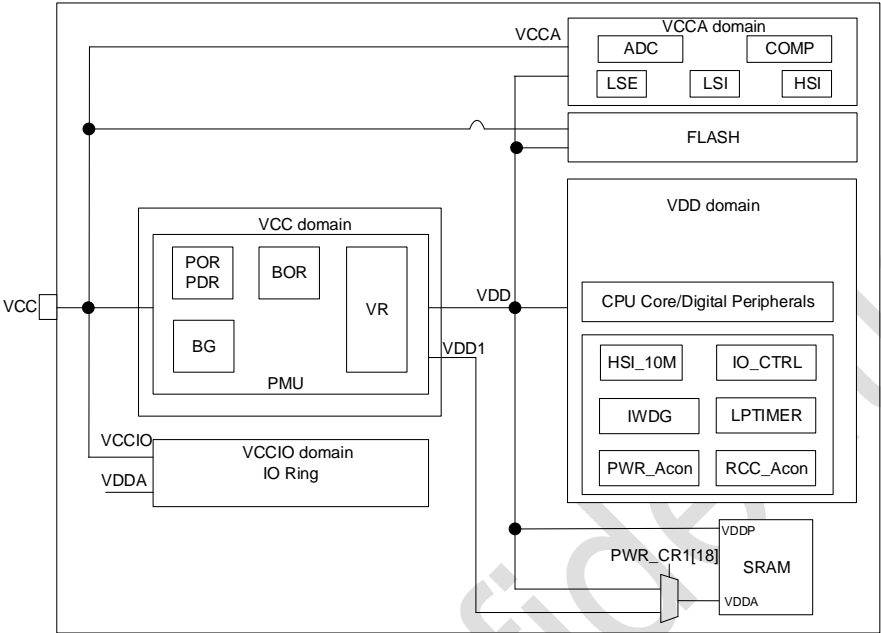 VCCA
VCCA domain
ADC
COMP
LSE
LSI
HSI
FLASH
VCC domain
POR
PDR
BOR
VR
BG
PMU
VCC
VDD
VDD1
VDD domain
CPU Core/Digital Peripherals
HSI_10M
IO_CTRL
IWDG
LPTIMER
PWR_Acon
RCC_Acon
VCCIO
VCCIO domain
IO Ring
VDDA
PWR_CR1[18]
VDDP
SRAM
VDDA